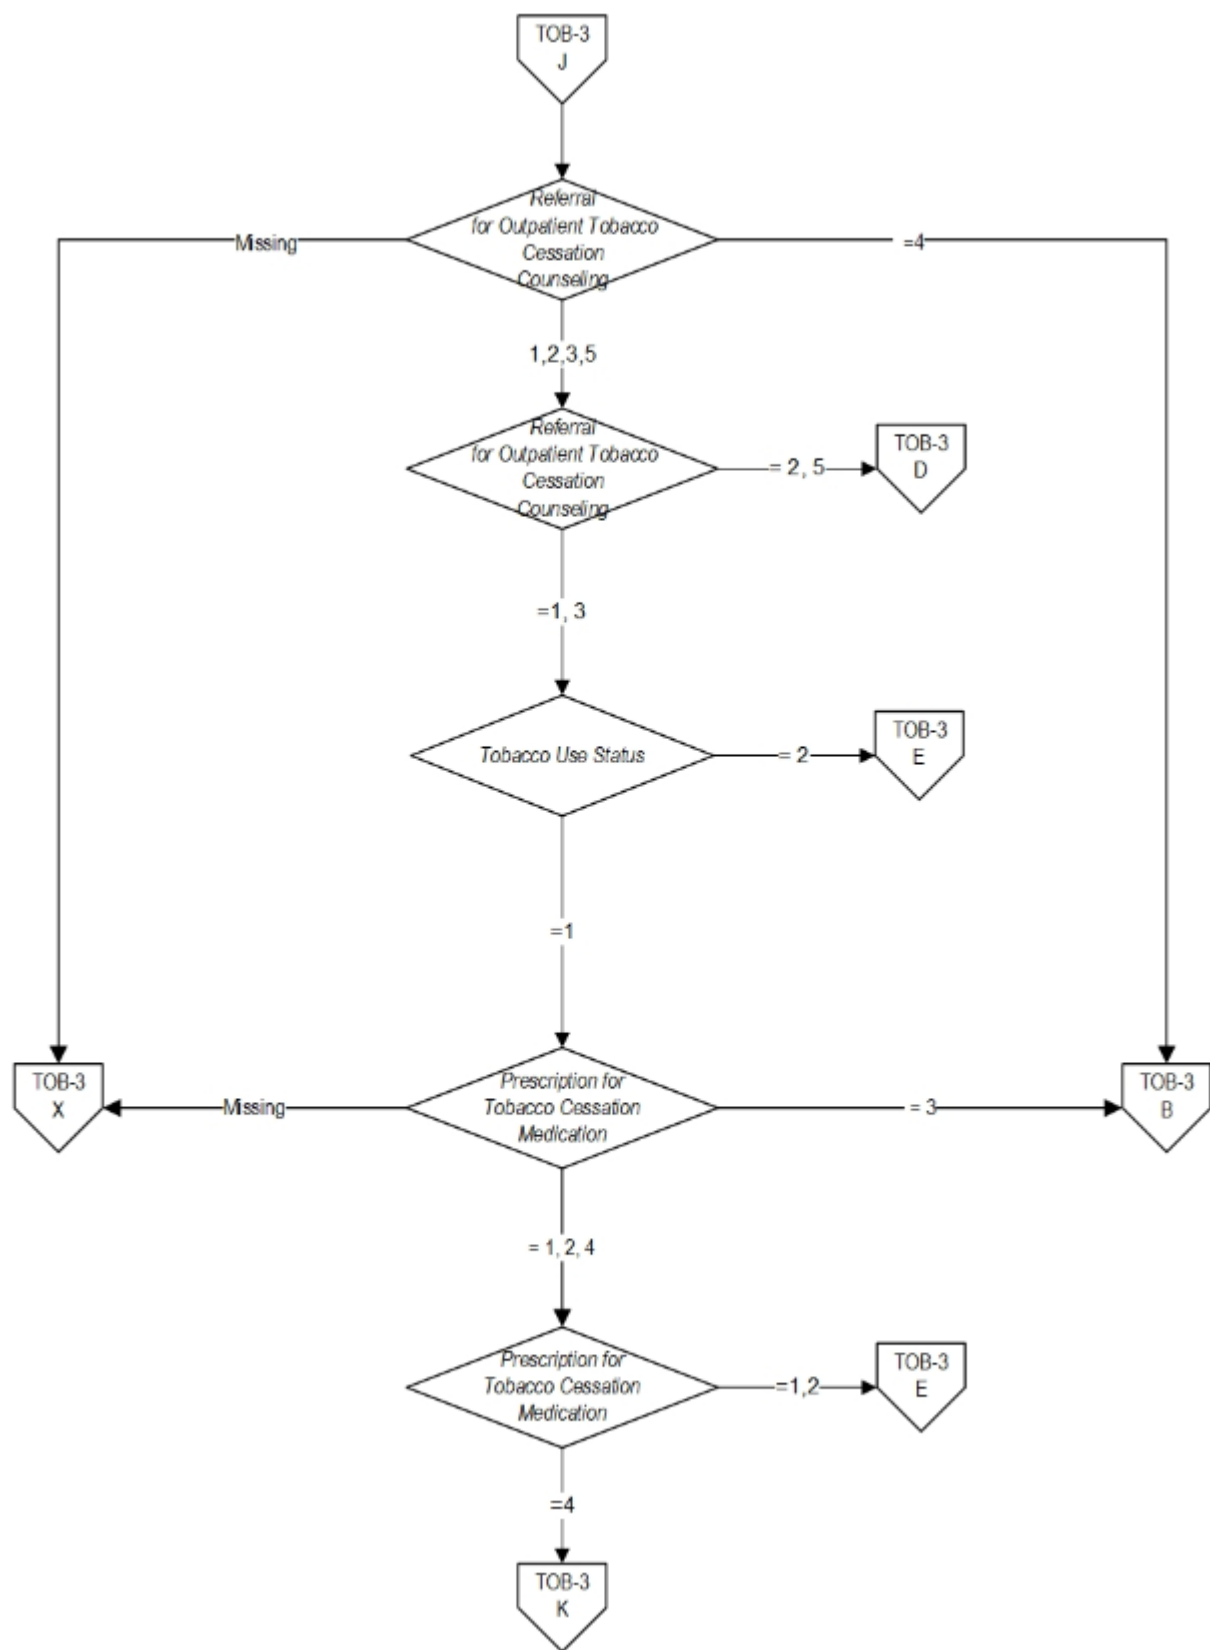 TOB-3
J
Referral
for Outpatient Tobacco
Cessation
Counseling
Missing
=4
1,2,3,5
Referral
for Outpatient Tobacco
Cessation
Counseling
= 2, 5
TOB-3
D
=1, 3
Tobacco Use Status
= 2
TOB-3
E
=1
TOB-3
X
Missing
Prescription for
Tobacco Cessation
Medication
= 3
TOB-3
B
= 1, 2, 4
Prescription for
Tobacco Cessation
Medication
=1,2
TOB-3
E
=4
TOB-3
K